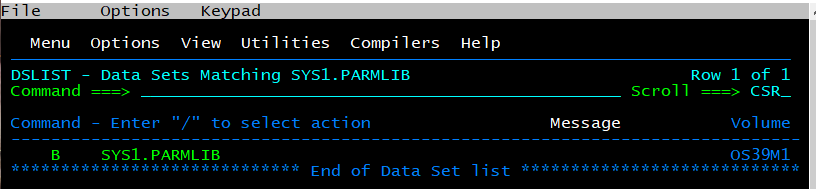 File Options Keypad
Menu Options View Utilities Compilers Help
DSLIST - Data Sets Matching SYS1.PARMLIB Row 1 of 1
Command ===> Scroll ===> CSR_
Command - Enter "/" to select action Message Volume
B SYS1.PARMLIB OS39M1
***************************** End of Data Set list ****************************